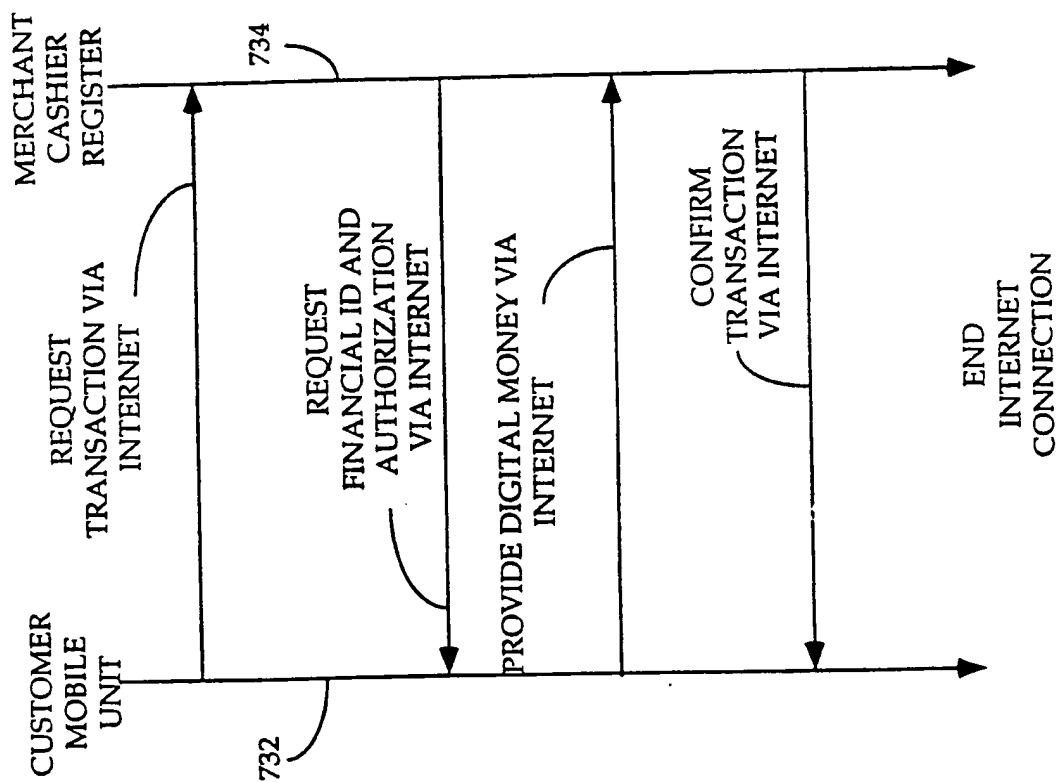 CUSTOMER
MOBILE
UNIT
MERCHANT
CASHIER
REGISTER
732
734
REQUEST
TRANSACTION VIA
INTERNET
REQUEST
FINANCIAL ID AND
AUTHORIZATION
VIA INTERNET
PROVIDE DIGITAL MONEY VIA
INTERNET
CONFIRM
TRANSACTION
VIA INTERNET
END
INTERNET
CONNECTION